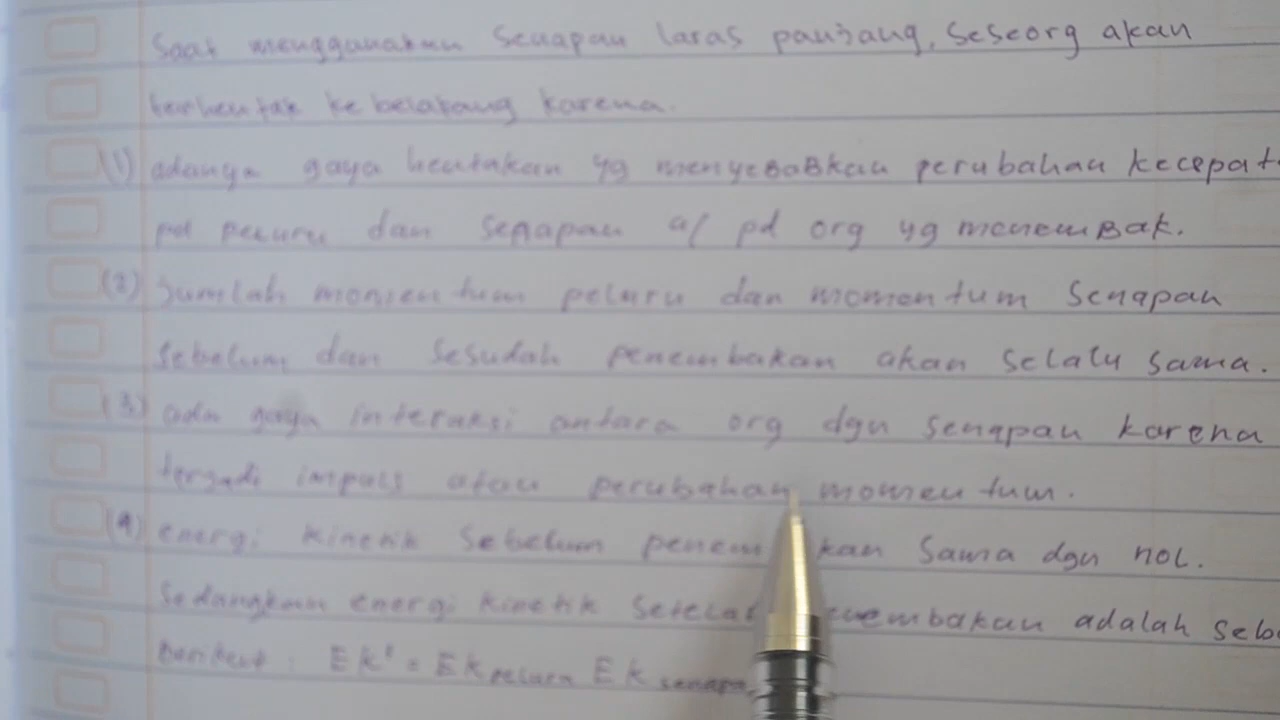 Saat menggunakan senapan laras panjang, seseorg akan
terhentak ke belakang karena.
(1) adanya gaya hentakan yg menyebabkan perubahan kecepat
pd peluru dan senapan a/ pd org yg menembak.
(2) jumlah momentum peluru dan momentum senapan
sebelum dan sesudah penembakan akan selalu sama.
(3) ada gaya interaksi antara org dgn senapan karena
terjadi impuls atau perubahan momentum.
(4) energi kinetik sebelum penem kan sama dgn nol.
Sedangkan energi kinetik setela enembakan adalah seba
berikut : Ek' = Ek peluru Ek senapa